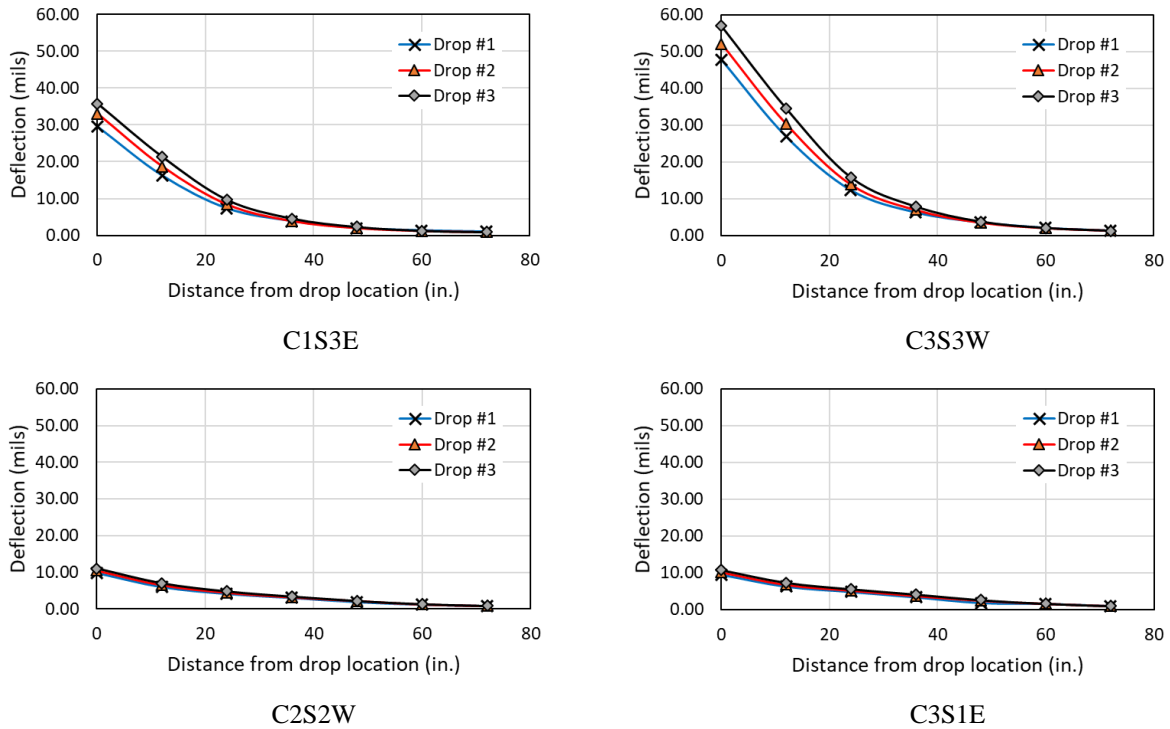 60.00
50.00
40.00
30.00
20.00
10.00
0.00
Deflection (mils)
Drop #1
Drop #2
Drop #3
0 20 40 60 80
Distance from drop location (in.)
C1S3E
60.00
50.00
40.00
30.00
20.00
10.00
0.00
Deflection (mils)
Drop #1
Drop #2
Drop #3
0 20 40 60 80
Distance from drop location (in.)
C3S3W
60.00
50.00
40.00
30.00
20.00
10.00
0.00
Deflection (mils)
Drop #1
Drop #2
Drop #3
0 20 40 60 80
Distance from drop location (in.)
C2S2W
60.00
50.00
40.00
30.00
20.00
10.00
0.00
Deflection (mils)
Drop #1
Drop #2
Drop #3
0 20 40 60 80
Distance from drop location (in.)
C3S1E